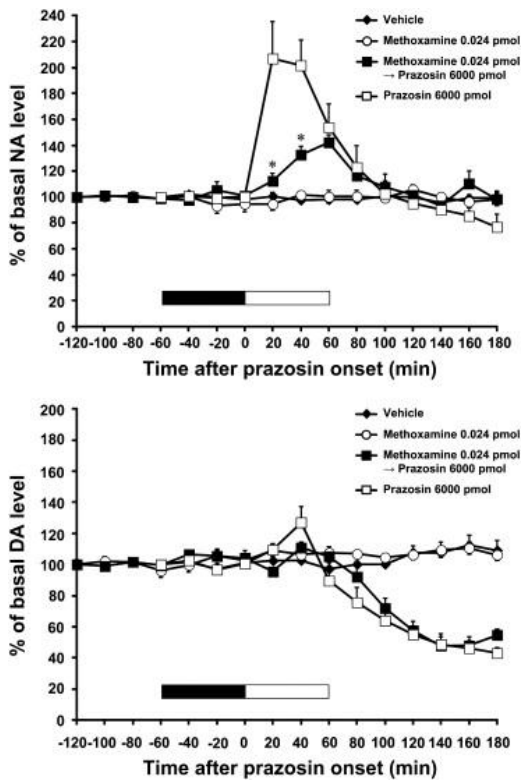 % of basal NA level
240
220
200
180
160
140
120
100
80
60
40
20
0
Vehicle
Methoxamine 0.024 pmol
Methoxamine 0.024 pmol
→ Prazosin 6000 pmol
Prazosin 6000 pmol
*
*
-120 -100 -80 -60 -40 -20 0 20 40 60 80 100 120 140 160 180
Time after prazosin onset (min)
% of basal DA level
200
180
160
140
120
100
80
60
40
20
0
Vehicle
Methoxamine 0.024 pmol
Methoxamine 0.024 pmol
→ Prazosin 6000 pmol
Prazosin 6000 pmol
-120 -100 -80 -60 -40 -20 0 20 40 60 80 100 120 140 160 180
Time after prazosin onset (min)